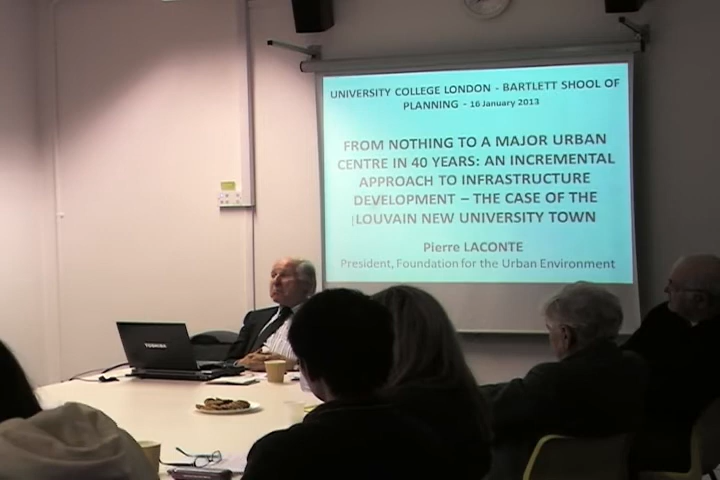 UNIVERSITY COLLEGE LONDON - BARTLETT SHOOL OF
PLANNING - 16 January 2013
FROM NOTHING TO A MAJOR URBAN
CENTRE IN 40 YEARS: AN INCREMENTAL
APPROACH TO INFRASTRUCTURE
DEVELOPMENT – THE CASE OF THE
LOUVAIN NEW UNIVERSITY TOWN
Pierre LACONTE
President, Foundation for the Urban Environment
TOSHIBA